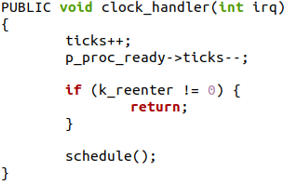 PUBLIC void clock_handler(int irq)
{
        ticks++;
        p_proc_ready->ticks--;

        if (k_reenter != 0) {
                return;
        }

        schedule();
}